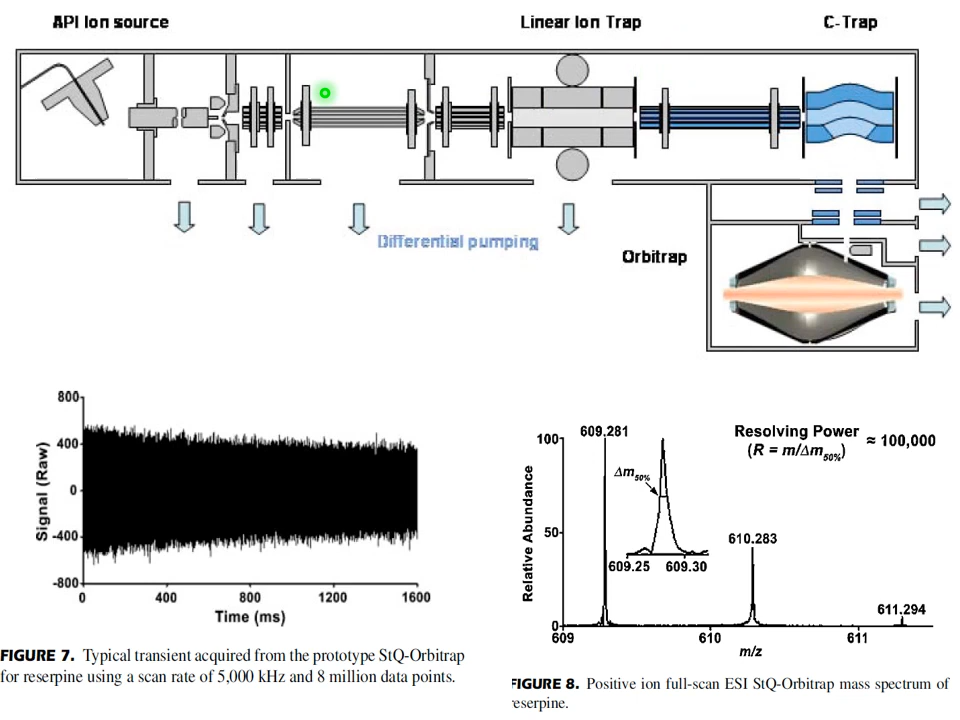 API Ion source
Linear Ion Trap
C-Trap
Differential pumping
Orbitrap
800
400
0
-400
-800
Signal (Raw)
0
400
800
1200
1600
Time (ms)
FIGURE 7. Typical transient acquired from the prototype StQ-Orbitrap
for reserpine using a scan rate of 5,000 kHz and 8 million data points.
100
50
0
Relative Abundance
609.281
Δm50%
609.25
609.30
Resolving Power
(R = m/Δm50%)
≈ 100,000
610.283
611.294
609
610
611
m/z
FIGURE 8. Positive ion full-scan ESI StQ-Orbitrap mass spectrum of
reserpine.